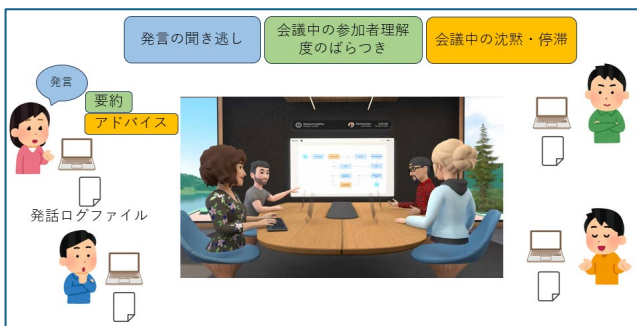 発言の聞き逃し
会議中の参加者理解
度のばらつき
会議中の沈黙・停滞
発言
要約
アドバイス
発話ログファイル